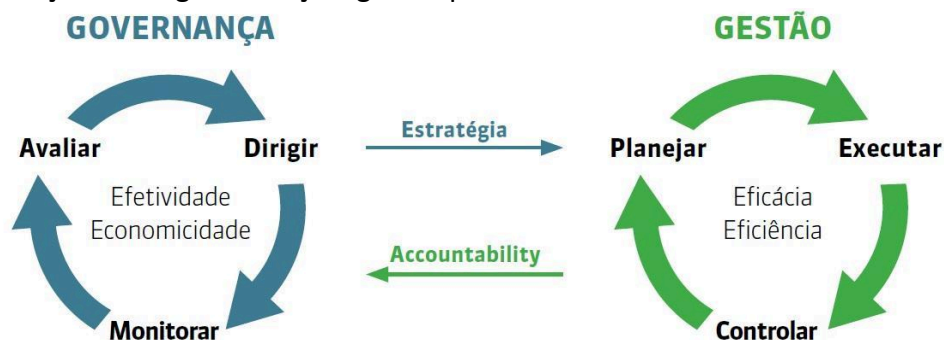 GOVERNANÇA
GESTÃO
Avaliar
Dirigir
Efetividade
Economicidade
Monitorar
Estratégia
Accountability
Planejar
Executar
Eficácia
Eficiência
Controlar